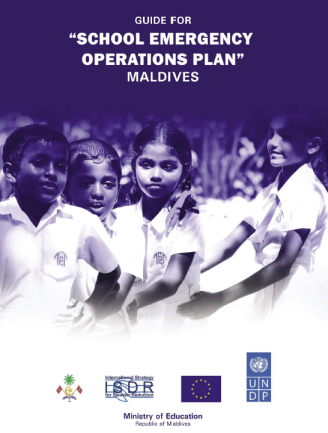 GUIDE FOR
“SCHOOL EMERGENCY
OPERATIONS PLAN”
MALDIVES
International Strategy
ISDR
for Disaster Reduction
U N
D P
Ministry of Education
Republic of Maldives